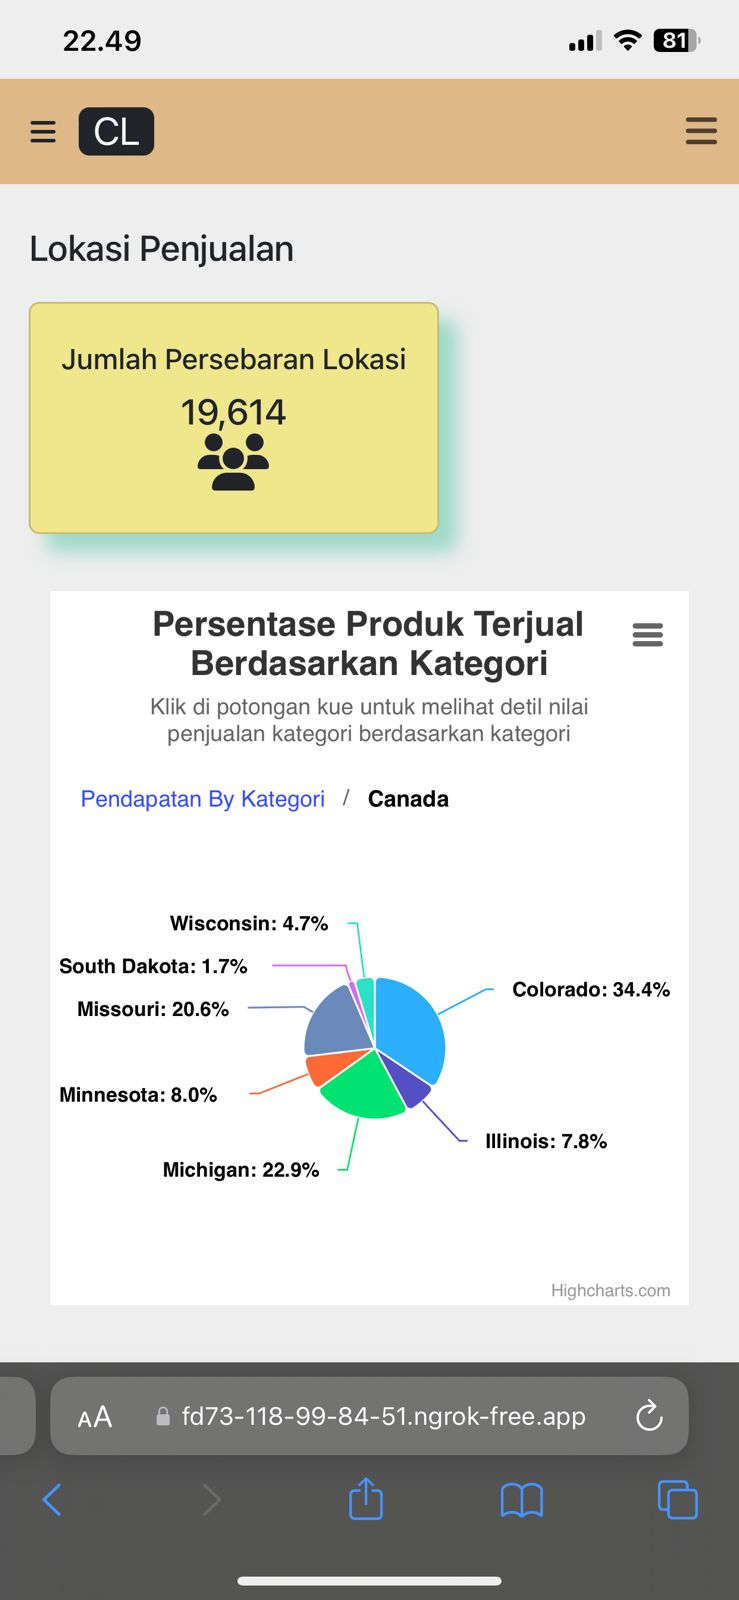 22.49
81
CL
Lokasi Penjualan
Jumlah Persebaran Lokasi
19,614
Persentase Produk Terjual
Berdasarkan Kategori
Klik di potongan kue untuk melihat detil nilai
penjualan kategori berdasarkan kategori
Pendapatan By Kategori / Canada
Wisconsin: 4.7%
South Dakota: 1.7%
Colorado: 34.4%
Missouri: 20.6%
Minnesota: 8.0%
Illinois: 7.8%
Michigan: 22.9%
Highcharts.com
AA fd73-118-99-84-51.ngrok-free.app